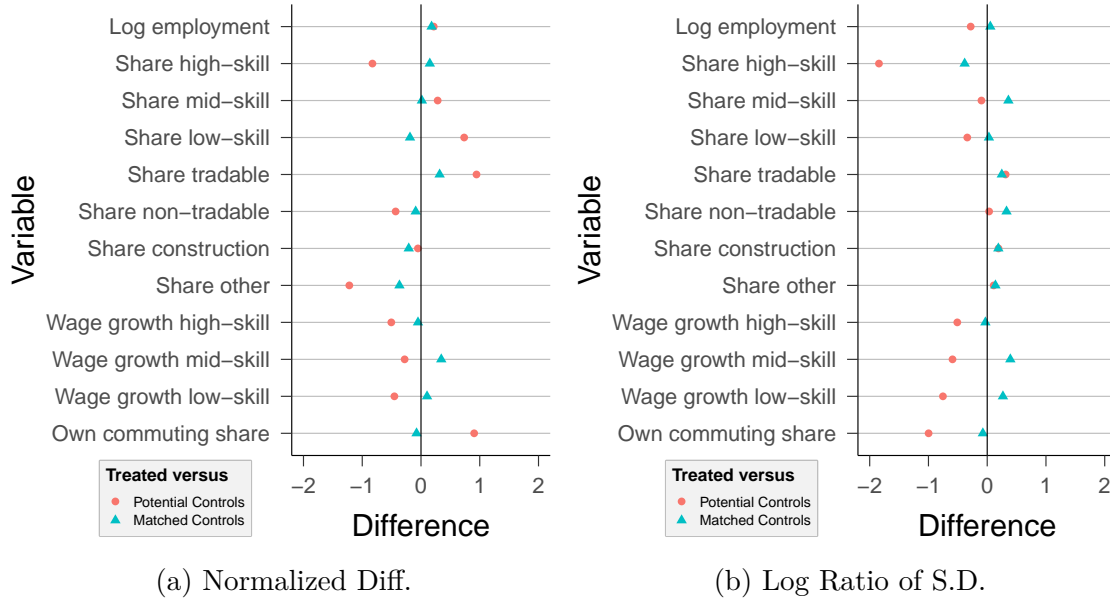 Variable
Log employment
Share high−skill
Share mid−skill
Share low−skill
Share tradable
Share non−tradable
Share construction
Share other
Wage growth high−skill
Wage growth mid−skill
Wage growth low−skill
Own commuting share
−2 −1 0 1 2
Difference
Treated versus
Potential Controls
Matched Controls
(a) Normalized Diff.
Variable
Log employment
Share high−skill
Share mid−skill
Share low−skill
Share tradable
Share non−tradable
Share construction
Share other
Wage growth high−skill
Wage growth mid−skill
Wage growth low−skill
Own commuting share
−2 −1 0 1 2
Difference
Treated versus
Potential Controls
Matched Controls
(b) Log Ratio of S.D.